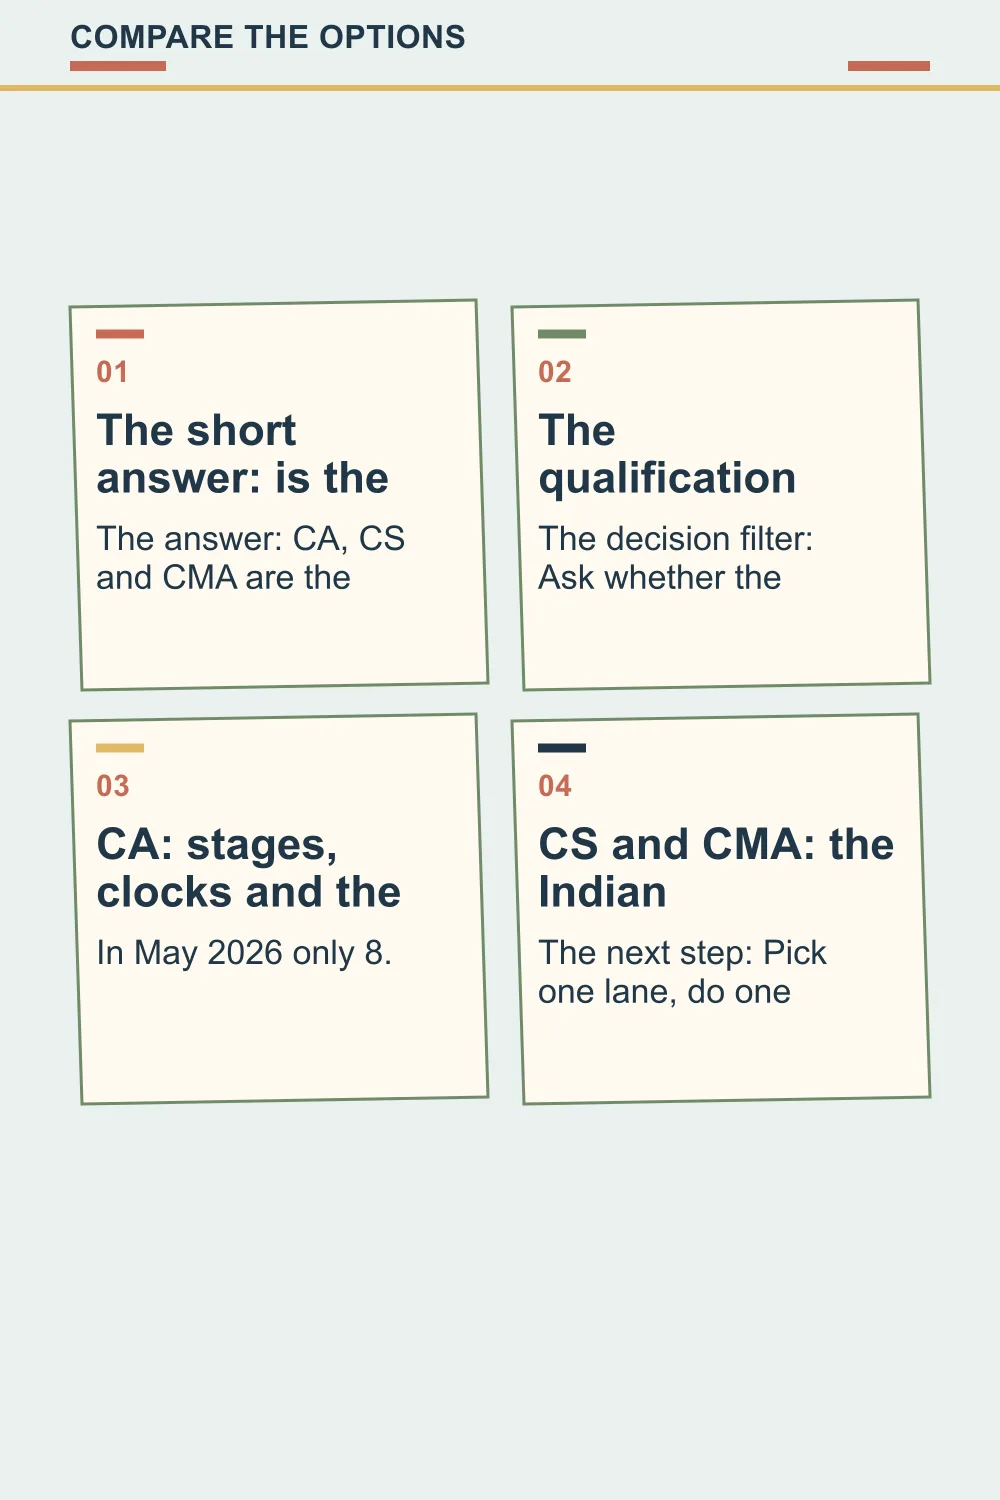 COMPARE THE OPTIONS
01
The short
answer: is the
The answer: CA, CS
and CMA are the
02
The
qualification
The decision filter:
Ask whether the
03
CA: stages,
clocks and the
In May 2026 only 8.
04
CS and CMA: the
Indian
The next step: Pick
one lane, do one